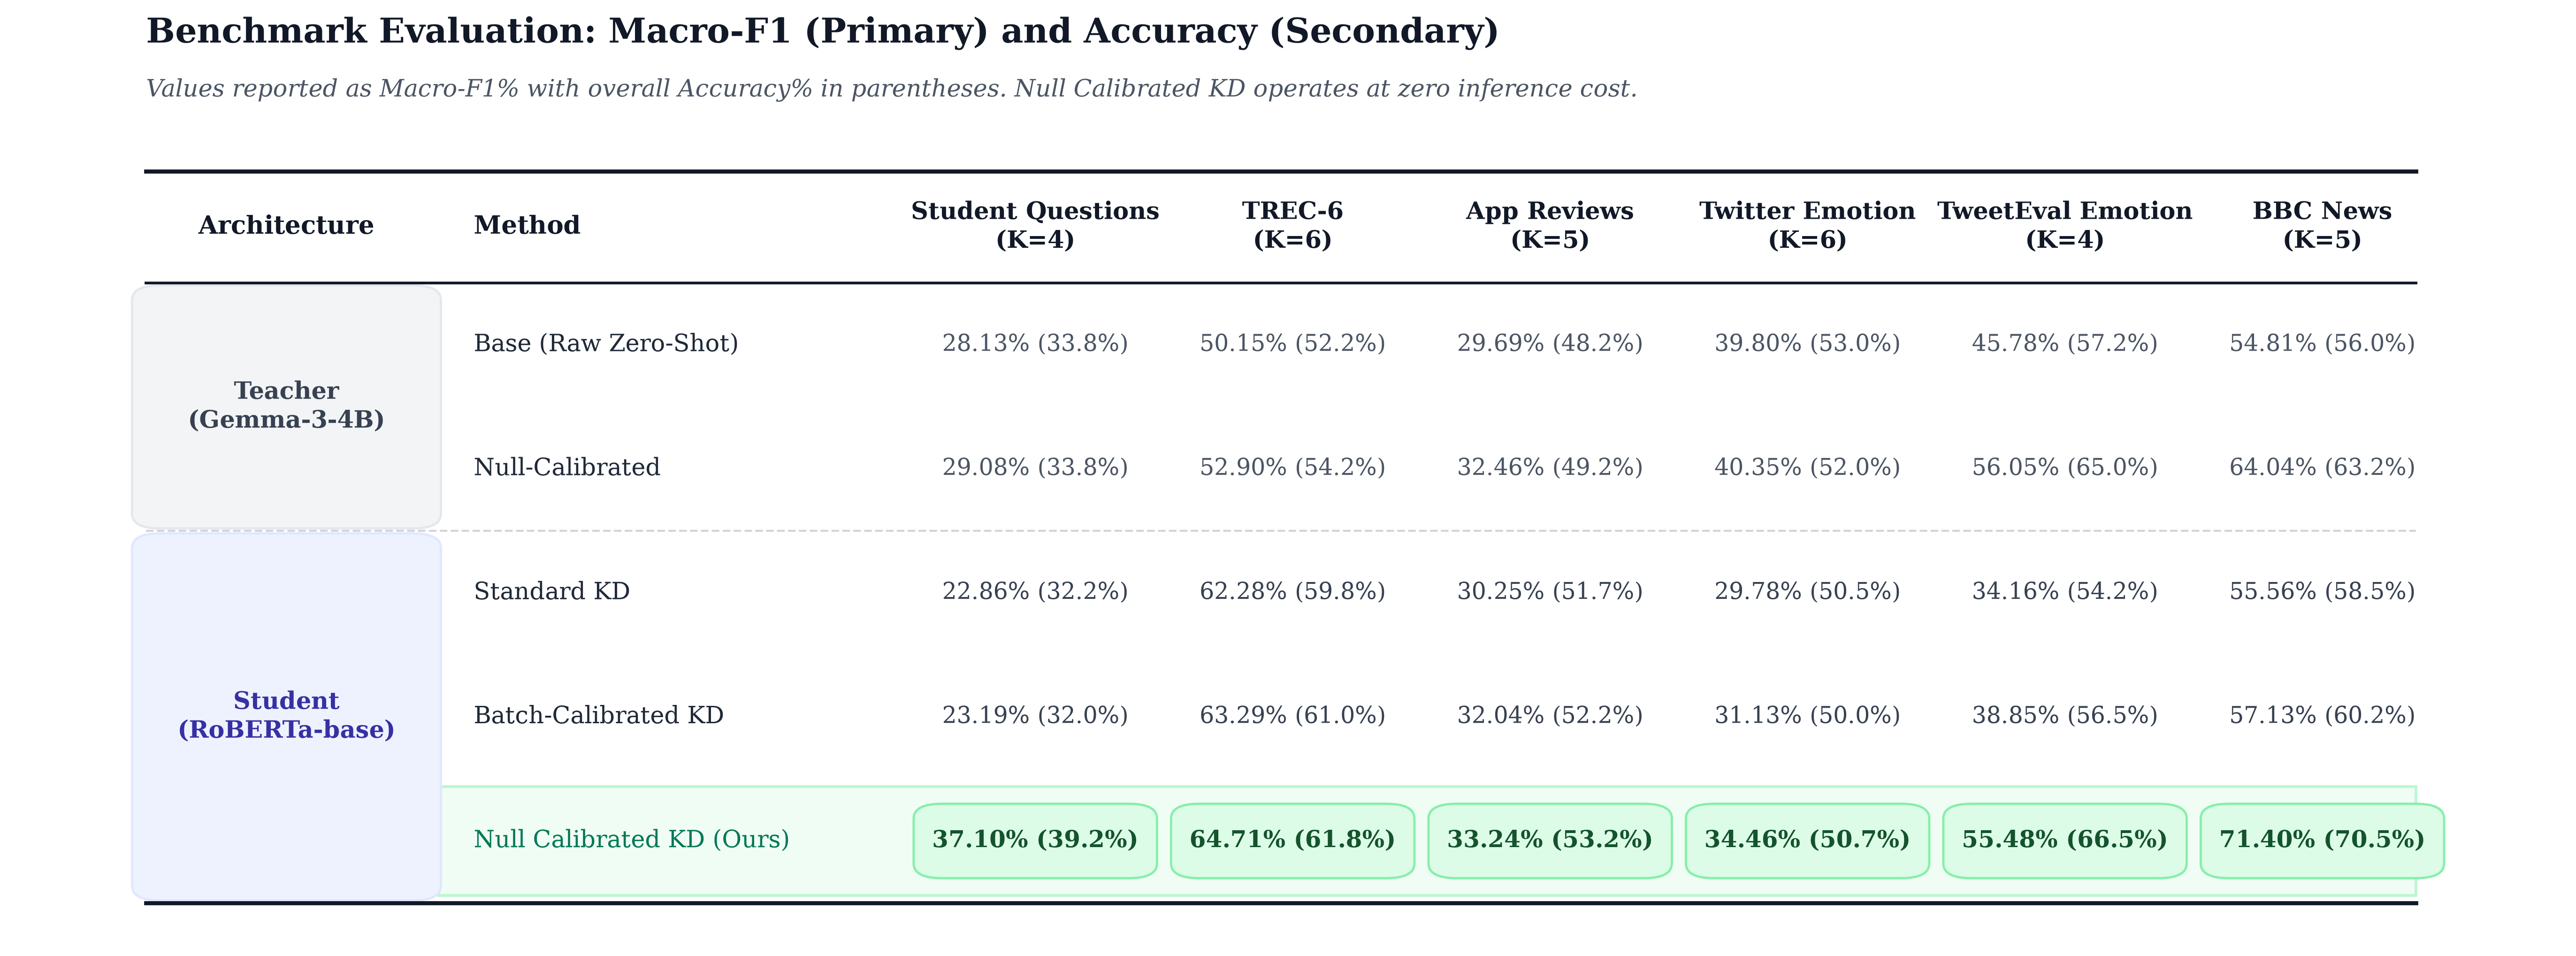 Benchmark Evaluation: Macro-F1 (Primary) and Accuracy (Secondary)
Values reported as Macro-F1% with overall Accuracy% in parentheses. Null Calibrated KD operates at zero inference cost.
Architecture Method Student Questions (K=4) TREC-6 (K=6) App Reviews (K=5) Twitter Emotion (K=6) TweetEval Emotion (K=4) BBC News (K=5)
Teacher
(Gemma-3-4B)
Base (Raw Zero-Shot) 28.13% (33.8%) 50.15% (52.2%) 29.69% (48.2%) 39.80% (53.0%) 45.78% (57.2%) 54.81% (56.0%)
Null-Calibrated 29.08% (33.8%) 52.90% (54.2%) 32.46% (49.2%) 40.35% (52.0%) 56.05% (65.0%) 64.04% (63.2%)
Student
(RoBERTa-base)
Standard KD 22.86% (32.2%) 62.28% (59.8%) 30.25% (51.7%) 29.78% (50.5%) 34.16% (54.2%) 55.56% (58.5%)
Batch-Calibrated KD 23.19% (32.0%) 63.29% (61.0%) 32.04% (52.2%) 31.13% (50.0%) 38.85% (56.5%) 57.13% (60.2%)
Null Calibrated KD (Ours) 37.10% (39.2%) 64.71% (61.8%) 33.24% (53.2%) 34.46% (50.7%) 55.48% (66.5%) 71.40% (70.5%)